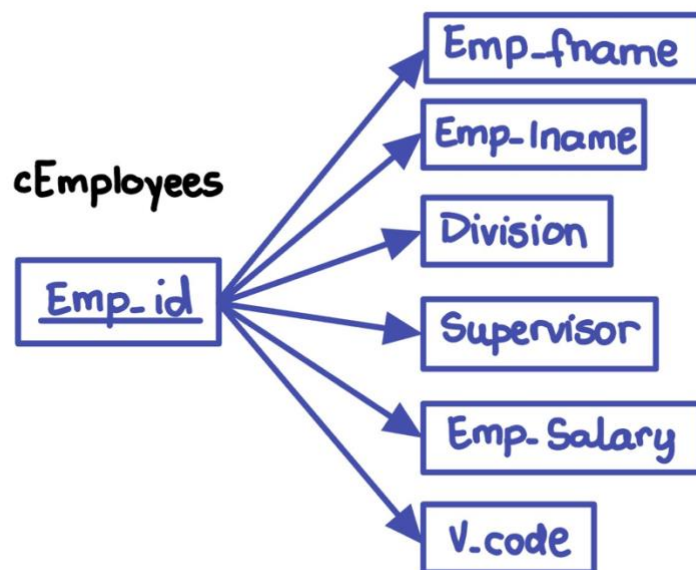 cEmployees
Emp_id
Emp_fname
Emp_lname
Division
Supervisor
Emp_Salary
V_code